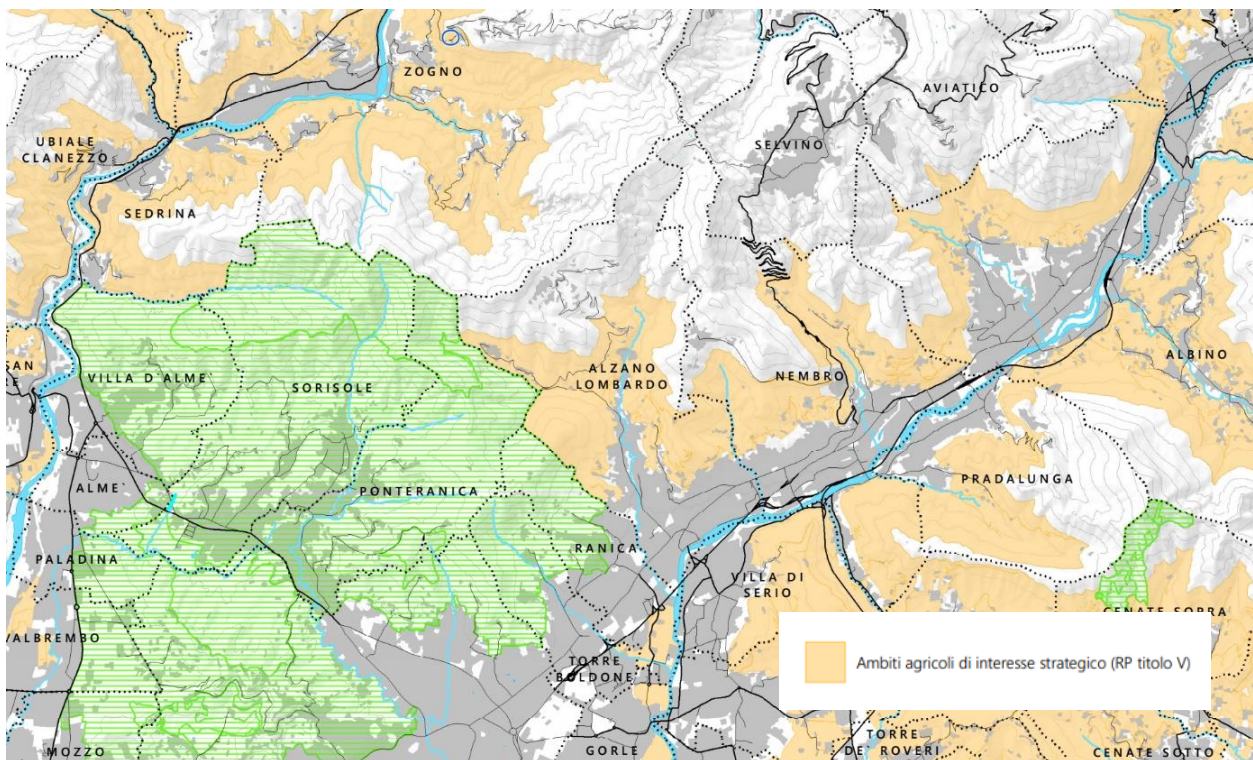 ZOGNO
AVIATICO
UBIALE
CLANEZZO
SELVINO
SEDRINA
SAN
ALBINO
VILLA D'ALME`
SORISOLE
ALZANO
LOMBARDO
NEMBRO
ALME`
PONTERANICA
PRADALUNGA
PALADINA
RANICA
VILLA DI
SERIO
CENATE SOPRA
VALBREMBO
TORRE
BOLDONE
Ambiti agricoli di interesse strategico (RP titolo V)
MOZZO
GORLE
TORRE
DE' ROVERI
CENATE SOTTO